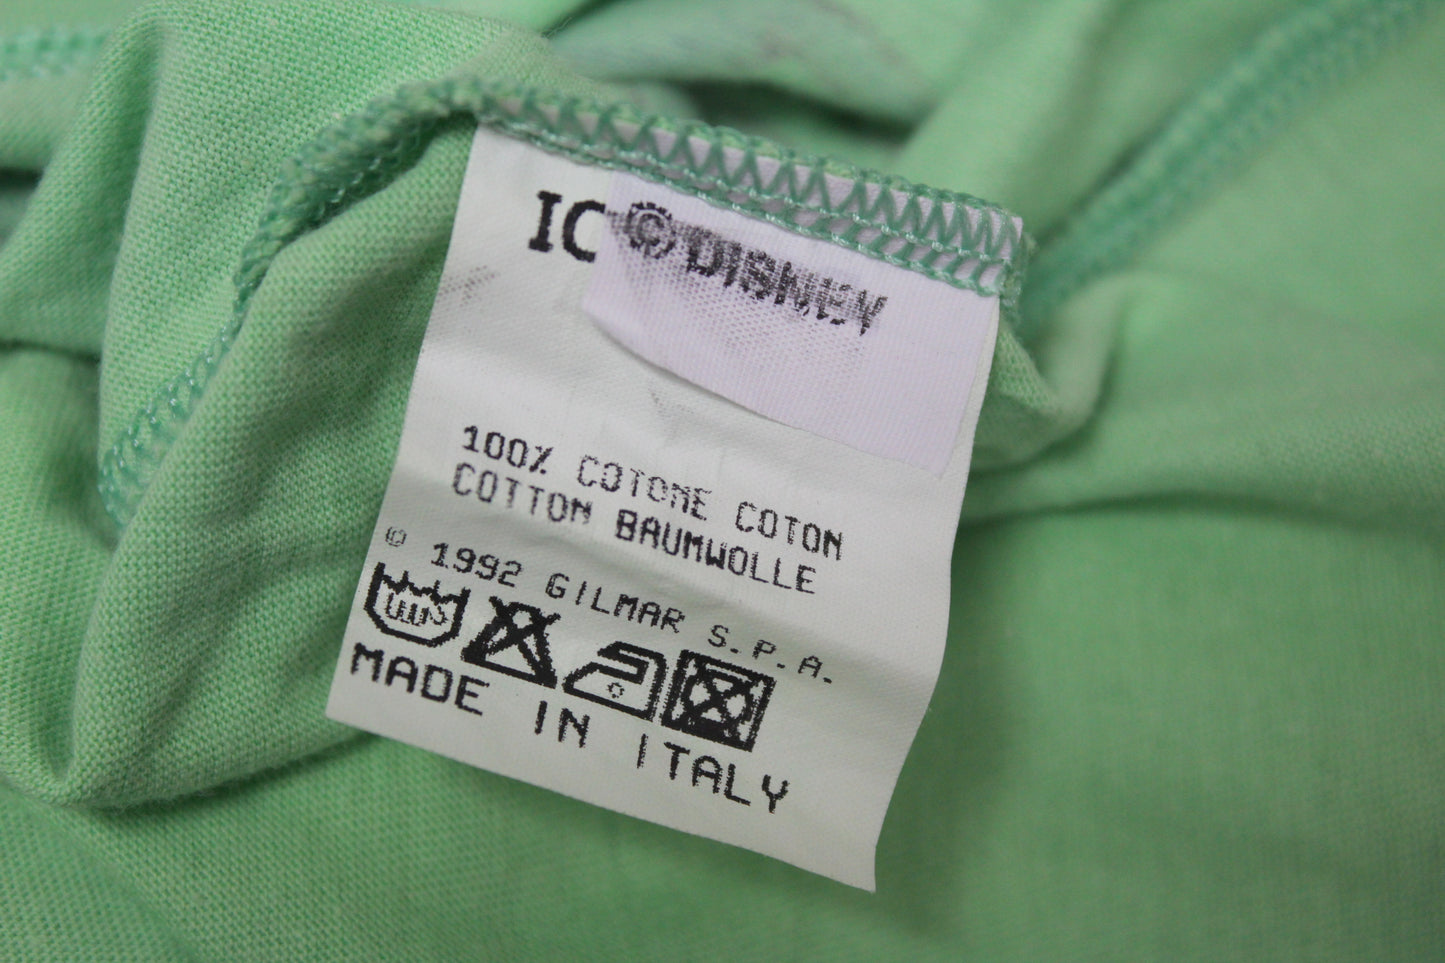 IC
© DISNEY
100% COTONE COTON
COTTON BAUMWOLLE
© 1992 GILMAR S.P.A.
MADE IN ITALY